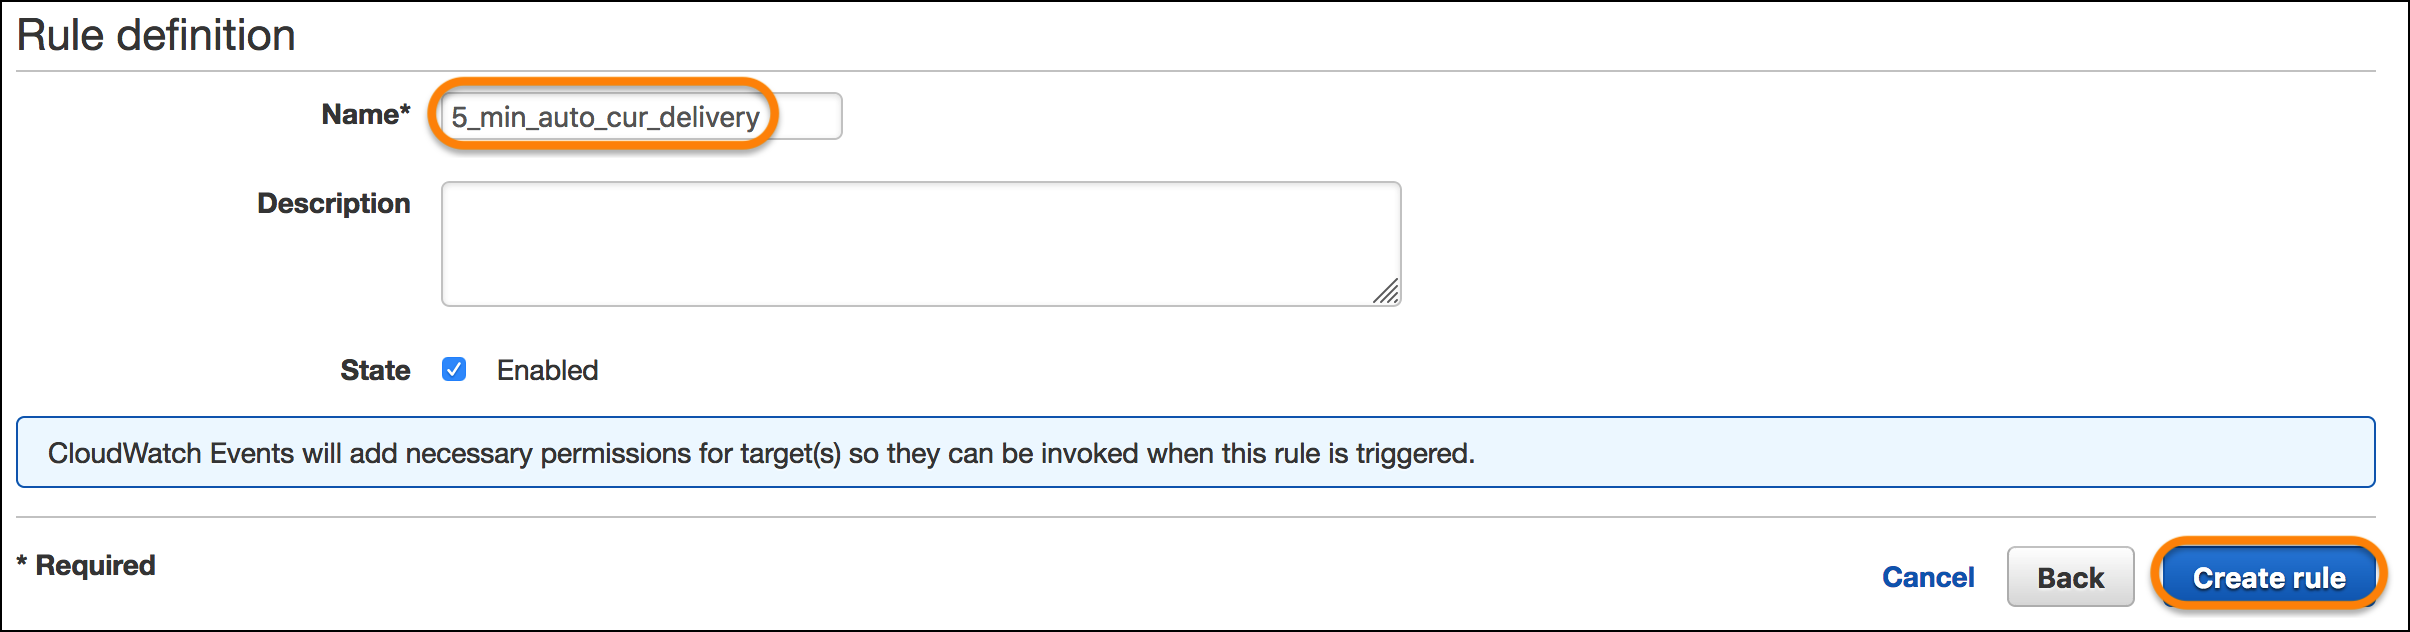 Rule definition
Name* 5_min_auto_cur_delivery
Description
State Enabled
CloudWatch Events will add necessary permissions for target(s) so they can be invoked when this rule is triggered.
* Required Cancel Back Create rule